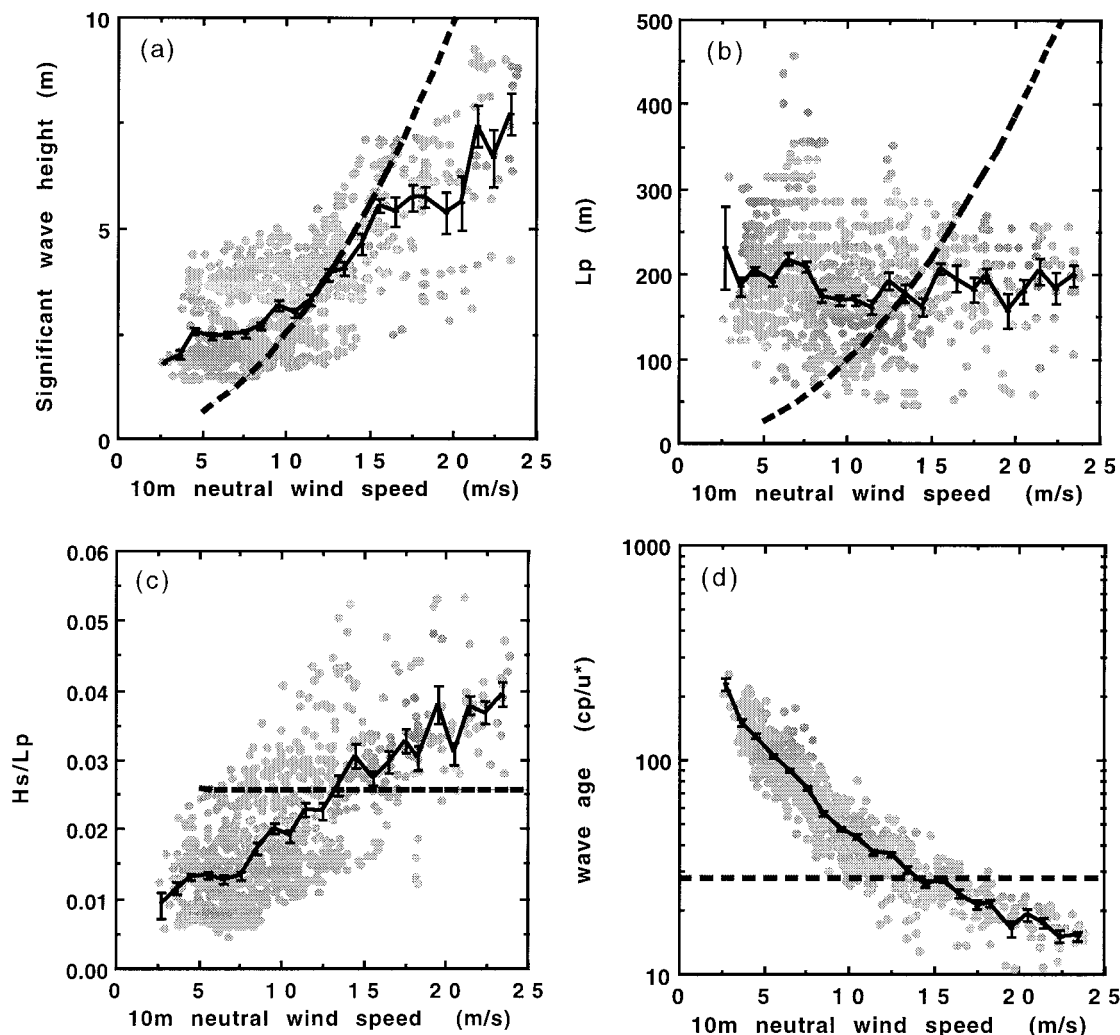 (a)
Significant wave height (m)
10
5
0
0 5 10 15 20 25
10m neutral wind speed (m/s)
(b)
Lp (m)
500
400
300
200
100
0
0 5 10 15 20 25
10m neutral wind speed (m/s)
(c)
Hs/Lp
0.06
0.05
0.04
0.03
0.02
0.01
0.00
0 5 10 15 20 25
10m neutral wind speed (m/s)
(d)
wave age (cp/u*)
1000
100
10
0 5 10 15 20 25
10m neutral wind speed (m/s)